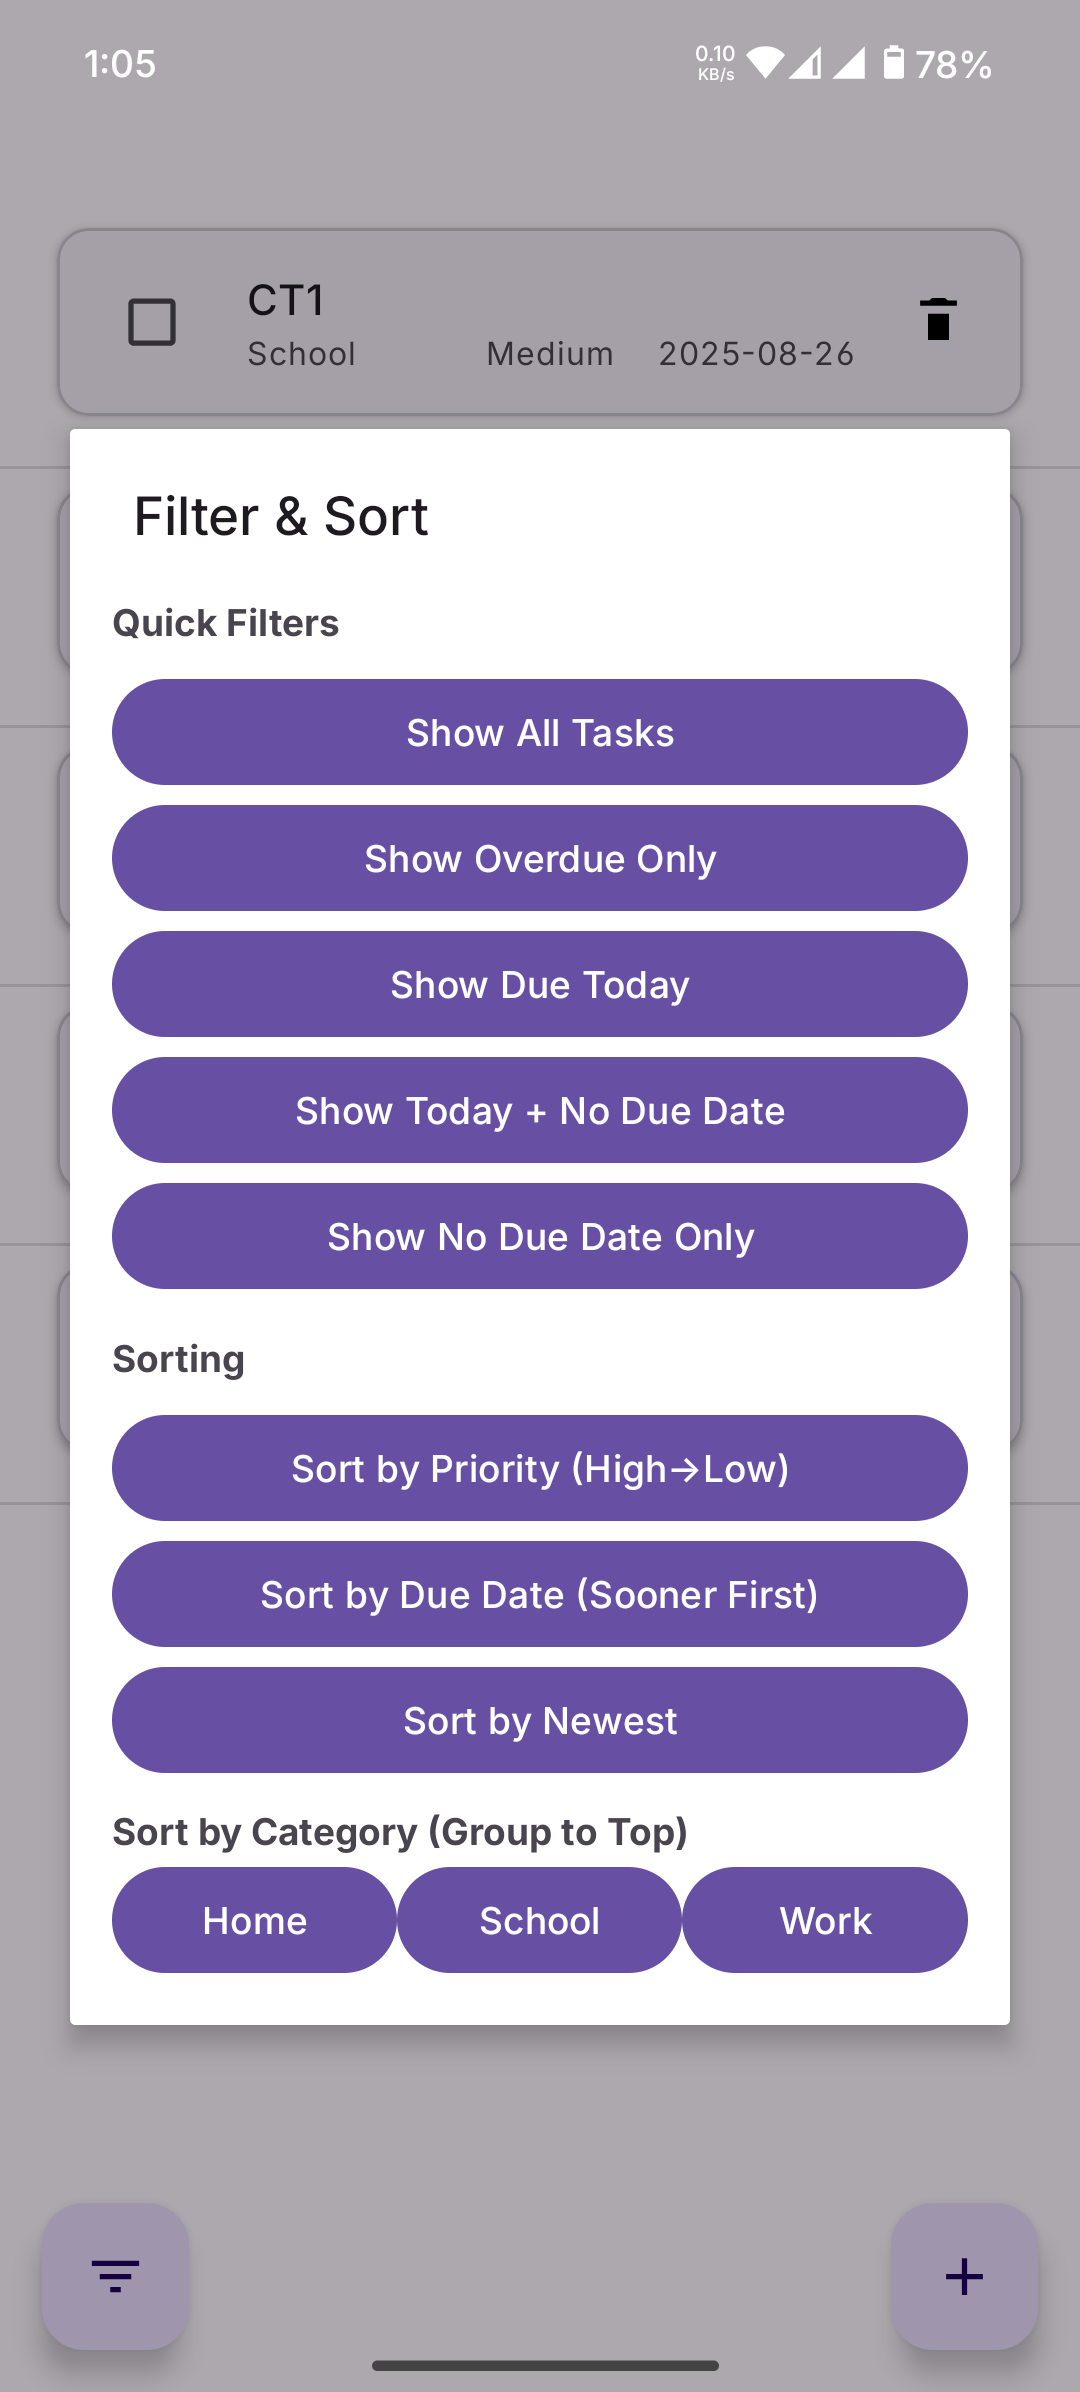 1:05
0.10
KB/s
78%
CT1
School Medium 2025-08-26
Filter & Sort
Quick Filters
Show All Tasks
Show Overdue Only
Show Due Today
Show Today + No Due Date
Show No Due Date Only
Sorting
Sort by Priority (High→Low)
Sort by Due Date (Sooner First)
Sort by Newest
Sort by Category (Group to Top)
Home School Work